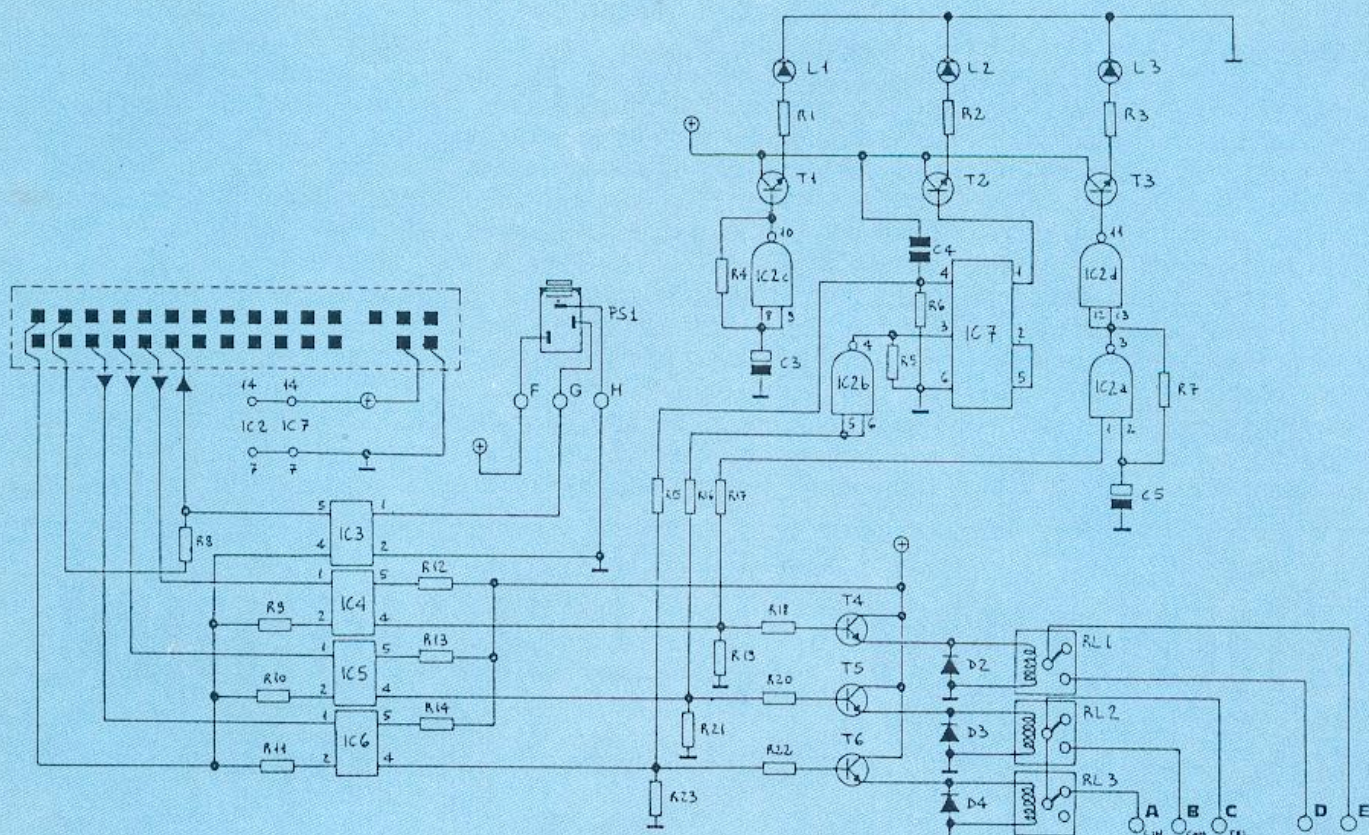 L1 L2 L3
R1 R2 R3
T1 T2 T3
10 11
R4 IC2c C4 IC2d
8 9 4 1 12 13
R6
PS1
3 3
IC7 2
C3 4 R5 IC2a R7
F G H IC2b 6 5
14 14 5 6 1 2
IC2 IC7
7 7 C5
R15 R16 R17
5 1
R8 IC3
4 2
R12
1 5
R9 IC4 T4
2 4 R18
R13 RL1
1 5 R19 D2
R10 IC5 T5
2 4 R20
R14
1 5 R21 RL2
IC6 T6 D3
R11 2 4 R22
RL3
R23 D4 A B C D E